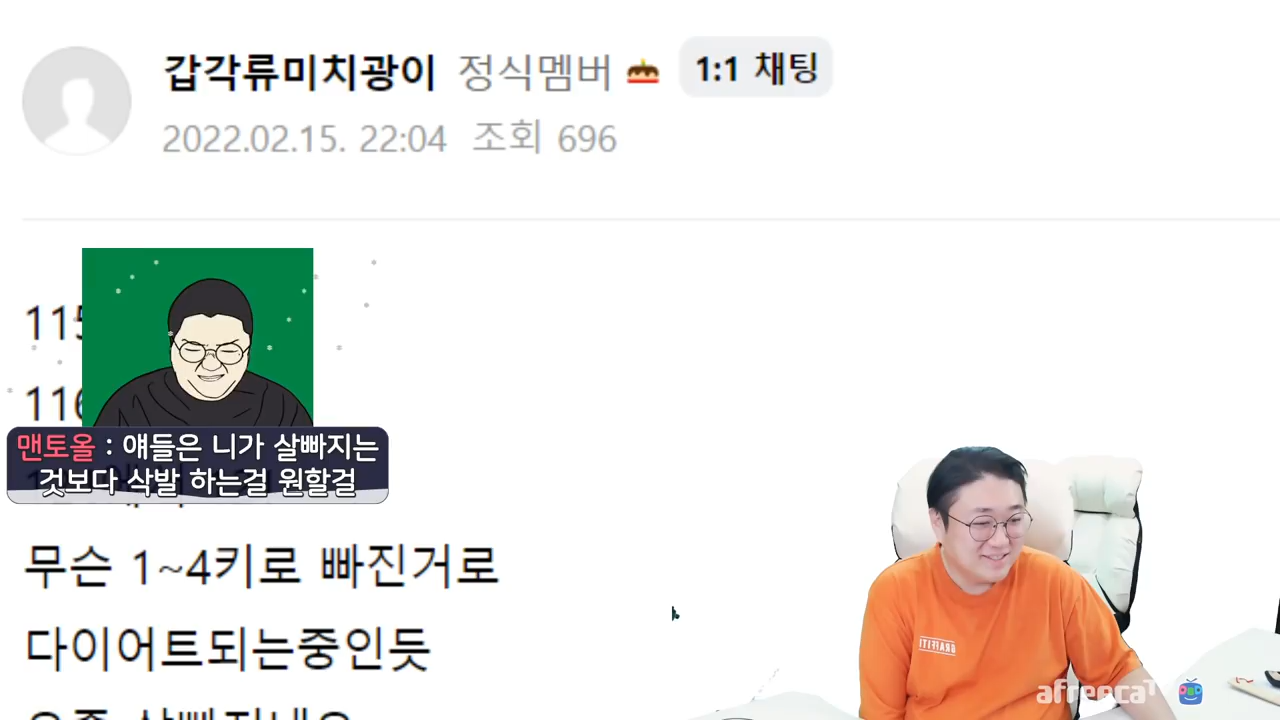 갑각류미치광이 정식멤버 1:1 채팅
2022.02.15. 22:04 조회 696
맨토올 : 얘들은 니가 살빠지는
것보다 삭발 하는걸 원할걸
무슨 1~4키로 빠진거로
다이어트되는중인듯
GRAFFITI
afreecaTV